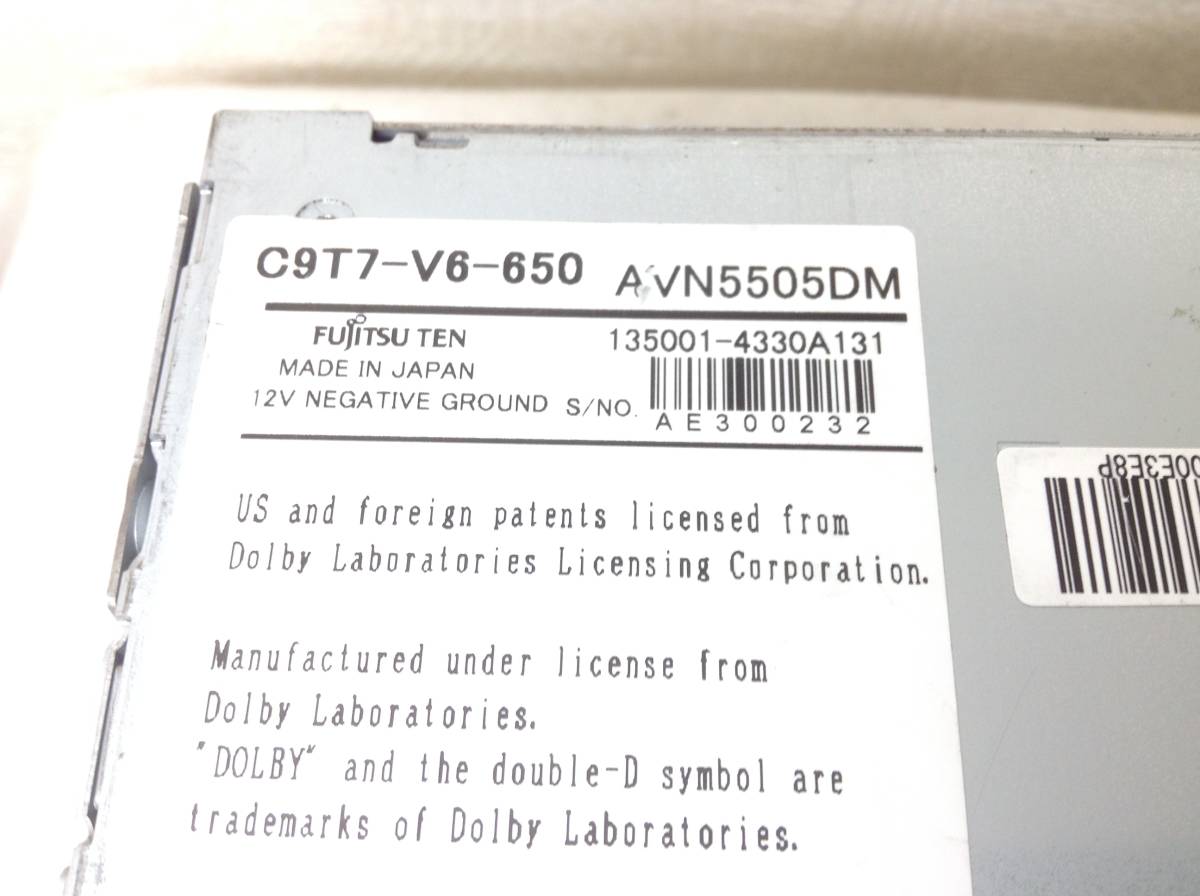 C9T7-V6-650 AVN5505DM
FUJITSU TEN 135001-4330A131
MADE IN JAPAN
12V NEGATIVE GROUND S/NO.
AE300232
US and foreign patents licensed from
Dolby Laboratories Licensing Corporation.
Manufactured under license from
Dolby Laboratories.
"DOLBY" and the double-D symbol are
trademarks of Dolby Laboratories.